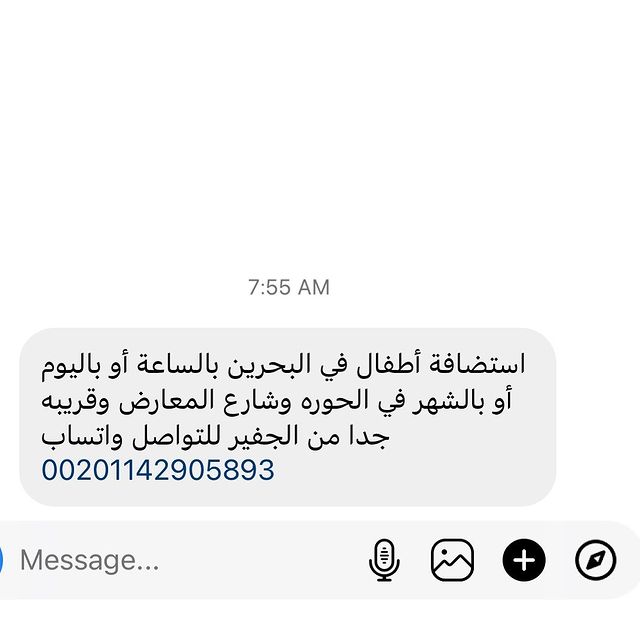 7:55 AM
استضافة أطفال في البحرين بالساعة أو باليوم
أو بالشهر في الحوره وشارع المعارض وقريبه
جدا من الجفير للتواصل واتساب
00201142905893
Message...